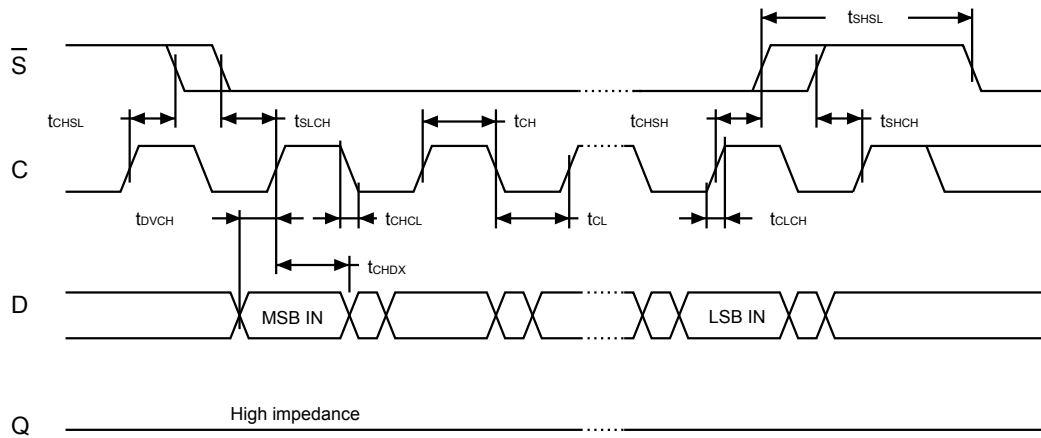 tSHSL
S
tCHSL
tSLCH
tCH
tCHSH
tSHCH
C
tDVCH
tCHCL
tCL
tCLCH
tCHDX
D
MSB IN
LSB IN
High impedance
Q